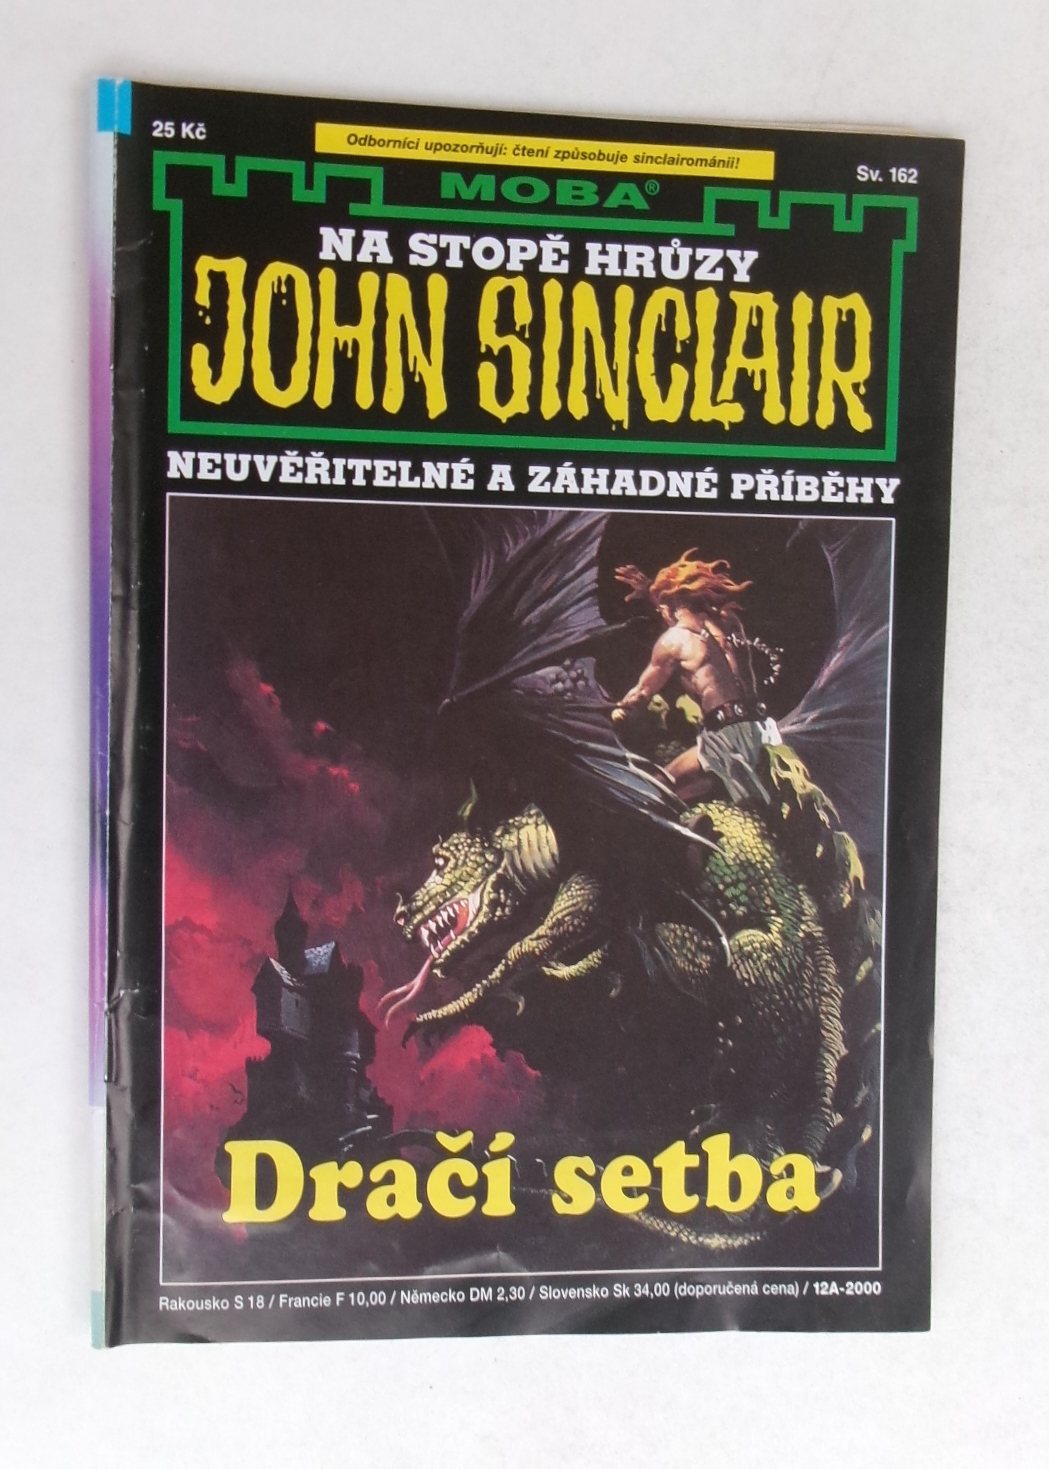 25 Kč
Odborníci upozorňují: čtení způsobuje sinclairománii!
Sv. 162
MOBA®
NA STOPĚ HRŮZY
JOHN SINCLAIR
NEUVĚŘITELNÉ A ZÁHADNÉ PŘÍBĚHY
Dračí setba
Rakousko S 18 / Francie F 10,00 / Německo DM 2,30 / Slovensko Sk 34,00 (doporučená cena) / 12A-2000